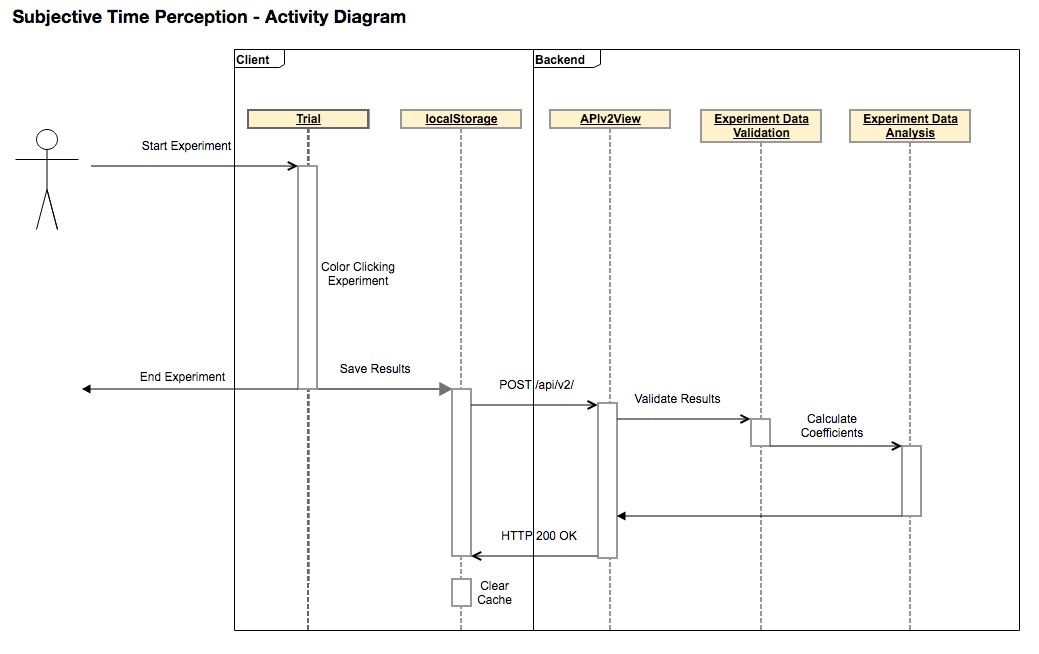 Subjective Time Perception - Activity Diagram
Client
Backend
Trial
localStorage
APIv2View
Experiment Data
Validation
Experiment Data
Analysis
Start Experiment
Color Clicking
Experiment
End Experiment
Save Results
POST /api/v2/
Validate Results
Calculate
Coefficients
HTTP 200 OK
Clear
Cache